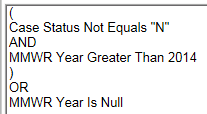 (
Case Status Not Equals "N"
AND
MMWR Year Greater Than 2014
)
OR
MMWR Year Is Null